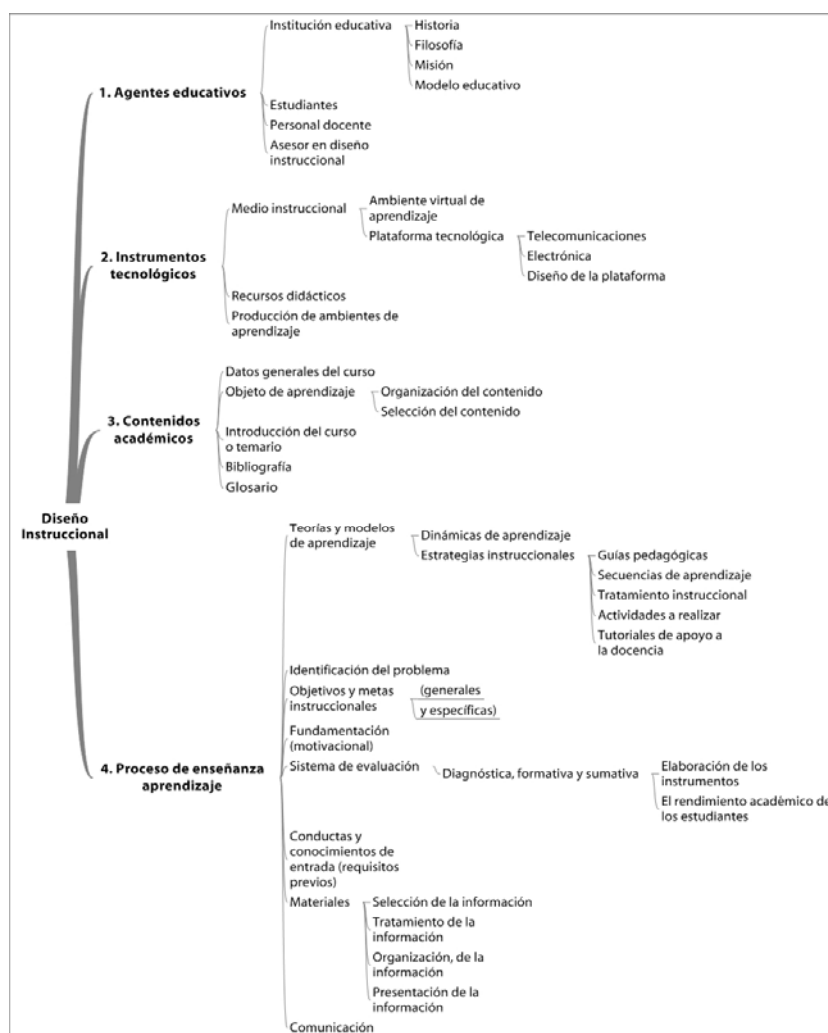 Diseño
Instruccional
1. Agentes educativos
Institución educativa
Historia
Filosofía
Misión
Modelo educativo
Estudiantes
Personal docente
Asesor en diseño
instruccional
2. Instrumentos
tecnológicos
Medio instruccional
Ambiente virtual de
aprendizaje
Plataforma tecnológica
Telecomunicaciones
Electrónica
Diseño de la plataforma
Recursos didácticos
Producción de ambientes de
aprendizaje
3. Contenidos
académicos
Datos generales del curso
Objeto de aprendizaje
Organización del contenido
Selección del contenido
Introducción del curso
o temario
Bibliografía
Glosario
4. Proceso de enseñanza
aprendizaje
Teorías y modelos
de aprendizaje
Dinámicas de aprendizaje
Estrategias instruccionales
Guías pedagógicas
Secuencias de aprendizaje
Tratamiento instruccional
Actividades a realizar
Tutoriales de apoyo a
la docencia
Identificación del problema
Objetivos y metas
instruccionales
(generales
y específicas)
Fundamentación
(motivacional)
Sistema de evaluación
Diagnóstica, formativa y sumativa
Elaboración de los
instrumentos
El rendimiento académico de
los estudiantes
Conductas y
conocimientos de
entrada (requisitos
previos)
Materiales
Selección de la información
Tratamiento de la
información
Organización, de la
información
Presentación de la
información
Comunicación